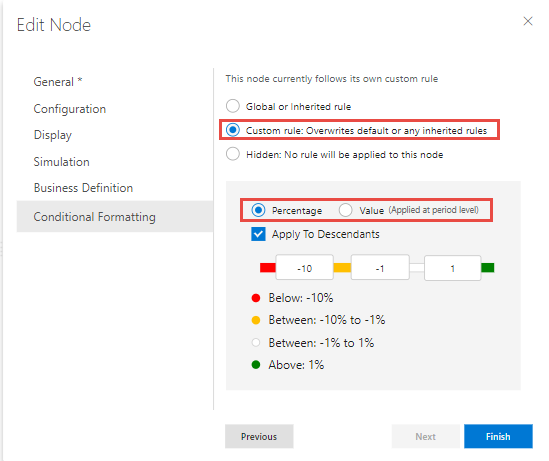 Edit Node
General *
Configuration
Display
Simulation
Business Definition
Conditional Formatting
This node currently follows its own custom rule
Global or Inherited rule
Custom rule: Overwrites default or any inherited rules
Hidden: No rule will be applied to this node
Percentage Value (Applied at period level)
Apply To Descendants
-10 -1 1
Below: -10%
Between: -10% to -1%
Between: -1% to 1%
Above: 1%
Previous Next Finish